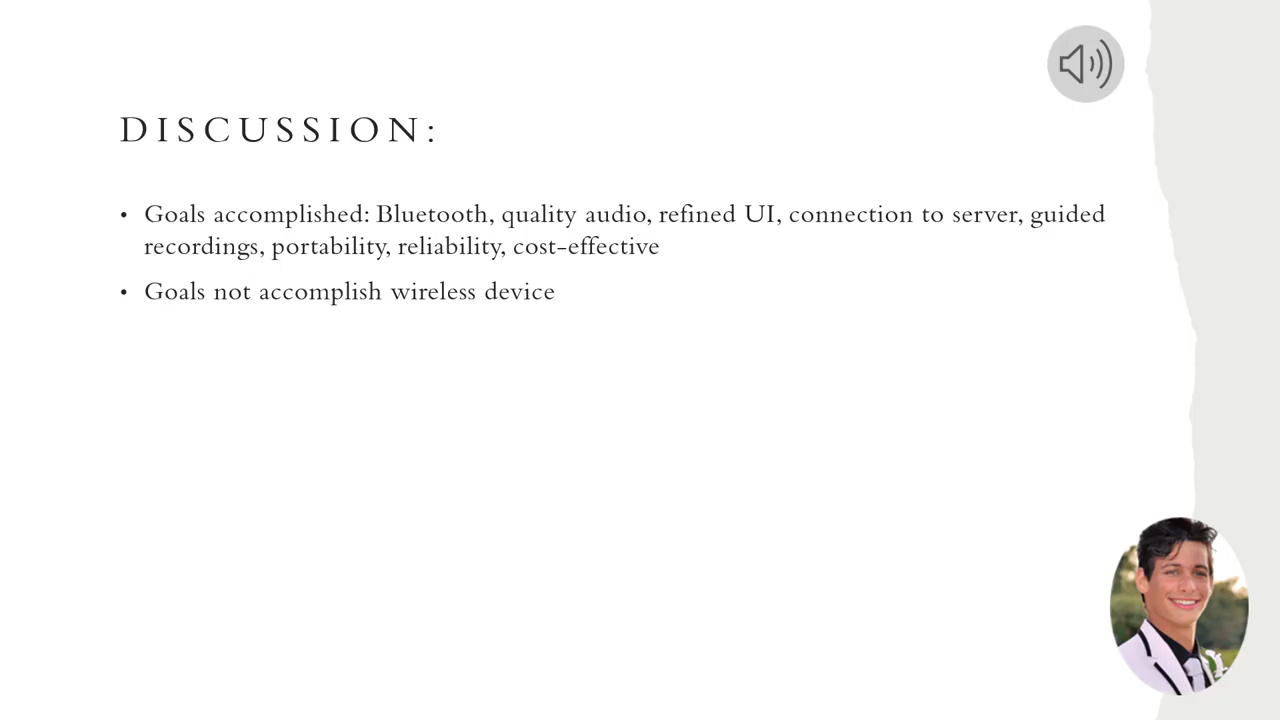 DISCUSSION:
• Goals accomplished: Bluetooth, quality audio, refined UI, connection to server, guided
recordings, portability, reliability, cost-effective
• Goals not accomplish wireless device